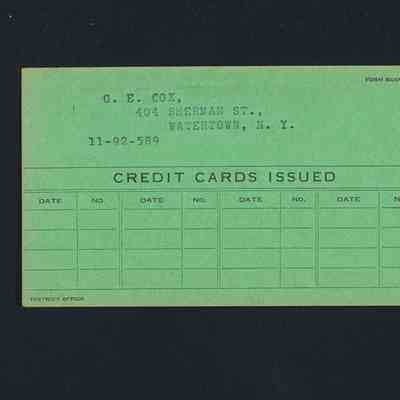 C. E. COX,
404 SHERMAN ST.,
WATERTOWN, N. Y.
11-92-589
CREDIT CARDS ISSUED
DATE NO. DATE NO. DATE NO. DATE N
DISTRICT OFFICE